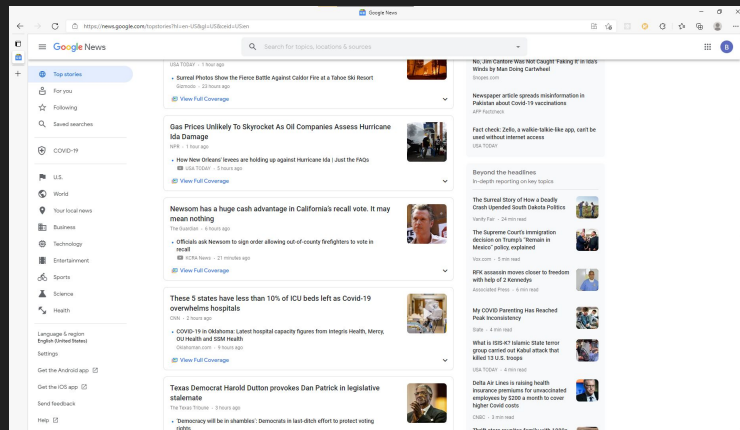 Google News
https://news.google.com/topstories?hl=en-US&gl=US&ceid=US:en
Google News
Search for topics, locations & sources
B
Top stories
For you
Following
Saved searches
COVID-19
U.S.
World
Your local news
Business
Technology
Entertainment
Sports
Science
Health
Language & region
English (United States)
Settings
Get the Android app
Get the iOS app
Send feedback
Help
USA TODAY · 1 hour ago
Surreal Photos Show the Fierce Battle Against Caldor Fire at a Tahoe Ski Resort
Gizmodo · 23 hours ago
View Full Coverage
Gas Prices Unlikely To Skyrocket As Oil Companies Assess Hurricane
Ida Damage
NPR · 1 hour ago
How New Orleans' levees are holding up against Hurricane Ida | Just the FAQs
USA TODAY · 5 hours ago
View Full Coverage
Newsom has a huge cash advantage in California's recall vote. It may
mean nothing
The Guardian · 6 hours ago
Officials ask Newsom to sign order allowing out-of-county firefighters to vote in
recall
KCRA News · 21 minutes ago
View Full Coverage
These 5 states have less than 10% of ICU beds left as Covid-19
overwhelms hospitals
CNN · 2 hours ago
COVID-19 in Oklahoma: Latest hospital capacity figures from Integris Health, Mercy,
OU Health and SSM Health
Oklahoman.com · 9 hours ago
View Full Coverage
Texas Democrat Harold Dutton provokes Dan Patrick in legislative
stalemate
The Texas Tribune · 3 hours ago
'Democracy will be in shambles': Democrats in last-ditch effort to protect voting
rights
No, Jim Cantore Was Not Caught 'Faking It' in Ida's
Winds by Man Doing Cartwheel
Snopes.com
Newspaper article spreads misinformation in
Pakistan about Covid-19 vaccinations
AFP Factcheck
Fact check: Zello, a walkie-talkie-like app, can't be
used without internet access
USA TODAY
Beyond the headlines
In-depth reporting on key topics
The Surreal Story of How a Deadly
Crash Upended South Dakota Politics
Vanity Fair · 24 min read
The Supreme Court's immigration
decision on Trump's "Remain in
Mexico" policy, explained
Vox.com · 5 min read
RFK assassin moves closer to freedom
with help of 2 Kennedys
Associated Press · 6 min read
My COVID Parenting Has Reached
Peak Inconsistency
Slate · 4 min read
What is ISIS-K? Islamic State terror
group carried out Kabul attack that
killed 13 U.S. troops
USA TODAY · 4 min read
Delta Air Lines is raising health
insurance premiums for unvaccinated
employees by $200 a month to cover
higher Covid costs
CNBC · 3 min read